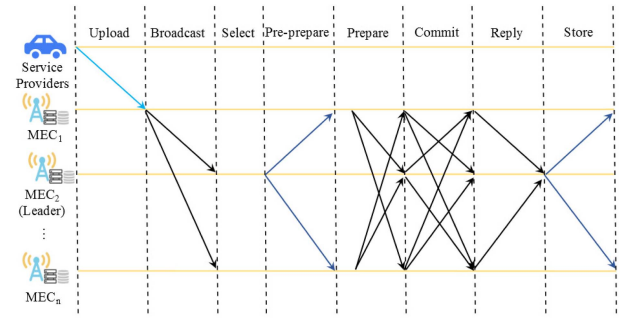 Upload Broadcast Select Pre-prepare Prepare Commit Reply Store
Service
Providers
MEC₁
MEC₂
(Leader)
⋮
MECₙ